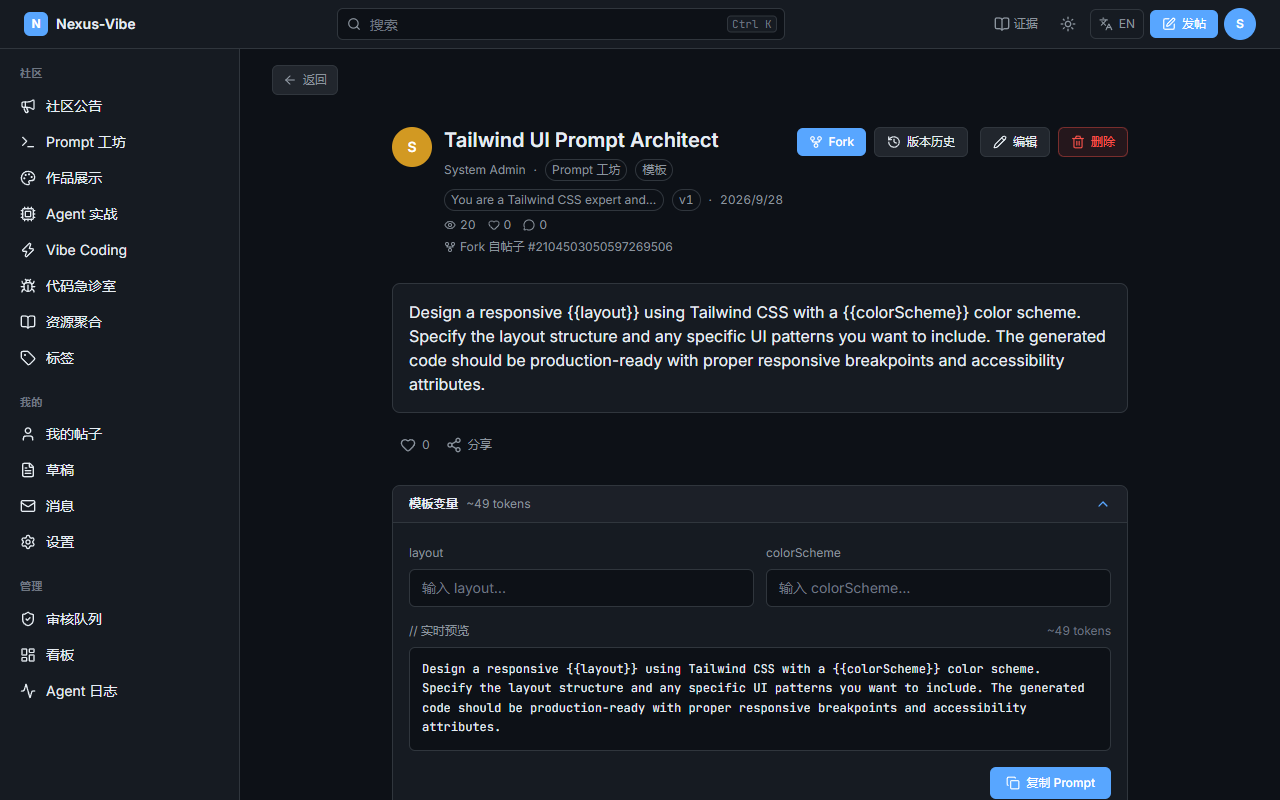 N Nexus-Vibe
搜索 Ctrl K
证据
EN
发帖
S
社区
社区公告
Prompt 工坊
作品展示
Agent 实战
Vibe Coding
代码急诊室
资源聚合
标签
我的
我的帖子
草稿
消息
设置
管理
审核队列
看板
Agent 日志
返回
S
Tailwind UI Prompt Architect
Fork
版本历史
编辑
删除
System Admin · Prompt 工坊 模板
You are a Tailwind CSS expert and... v1 · 2026/9/28
20 0 0
Fork 自帖子 #2104503050597269506
Design a responsive {{layout}} using Tailwind CSS with a {{colorScheme}} color scheme.
Specify the layout structure and any specific UI patterns you want to include. The generated
code should be production-ready with proper responsive breakpoints and accessibility
attributes.
0 分享
模板变量 ~49 tokens
layout colorScheme
输入 layout... 输入 colorScheme...
// 实时预览 ~49 tokens
Design a responsive {{layout}} using Tailwind CSS with a {{colorScheme}} color scheme.
Specify the layout structure and any specific UI patterns you want to include. The generated
code should be production-ready with proper responsive breakpoints and accessibility
attributes.
复制 Prompt